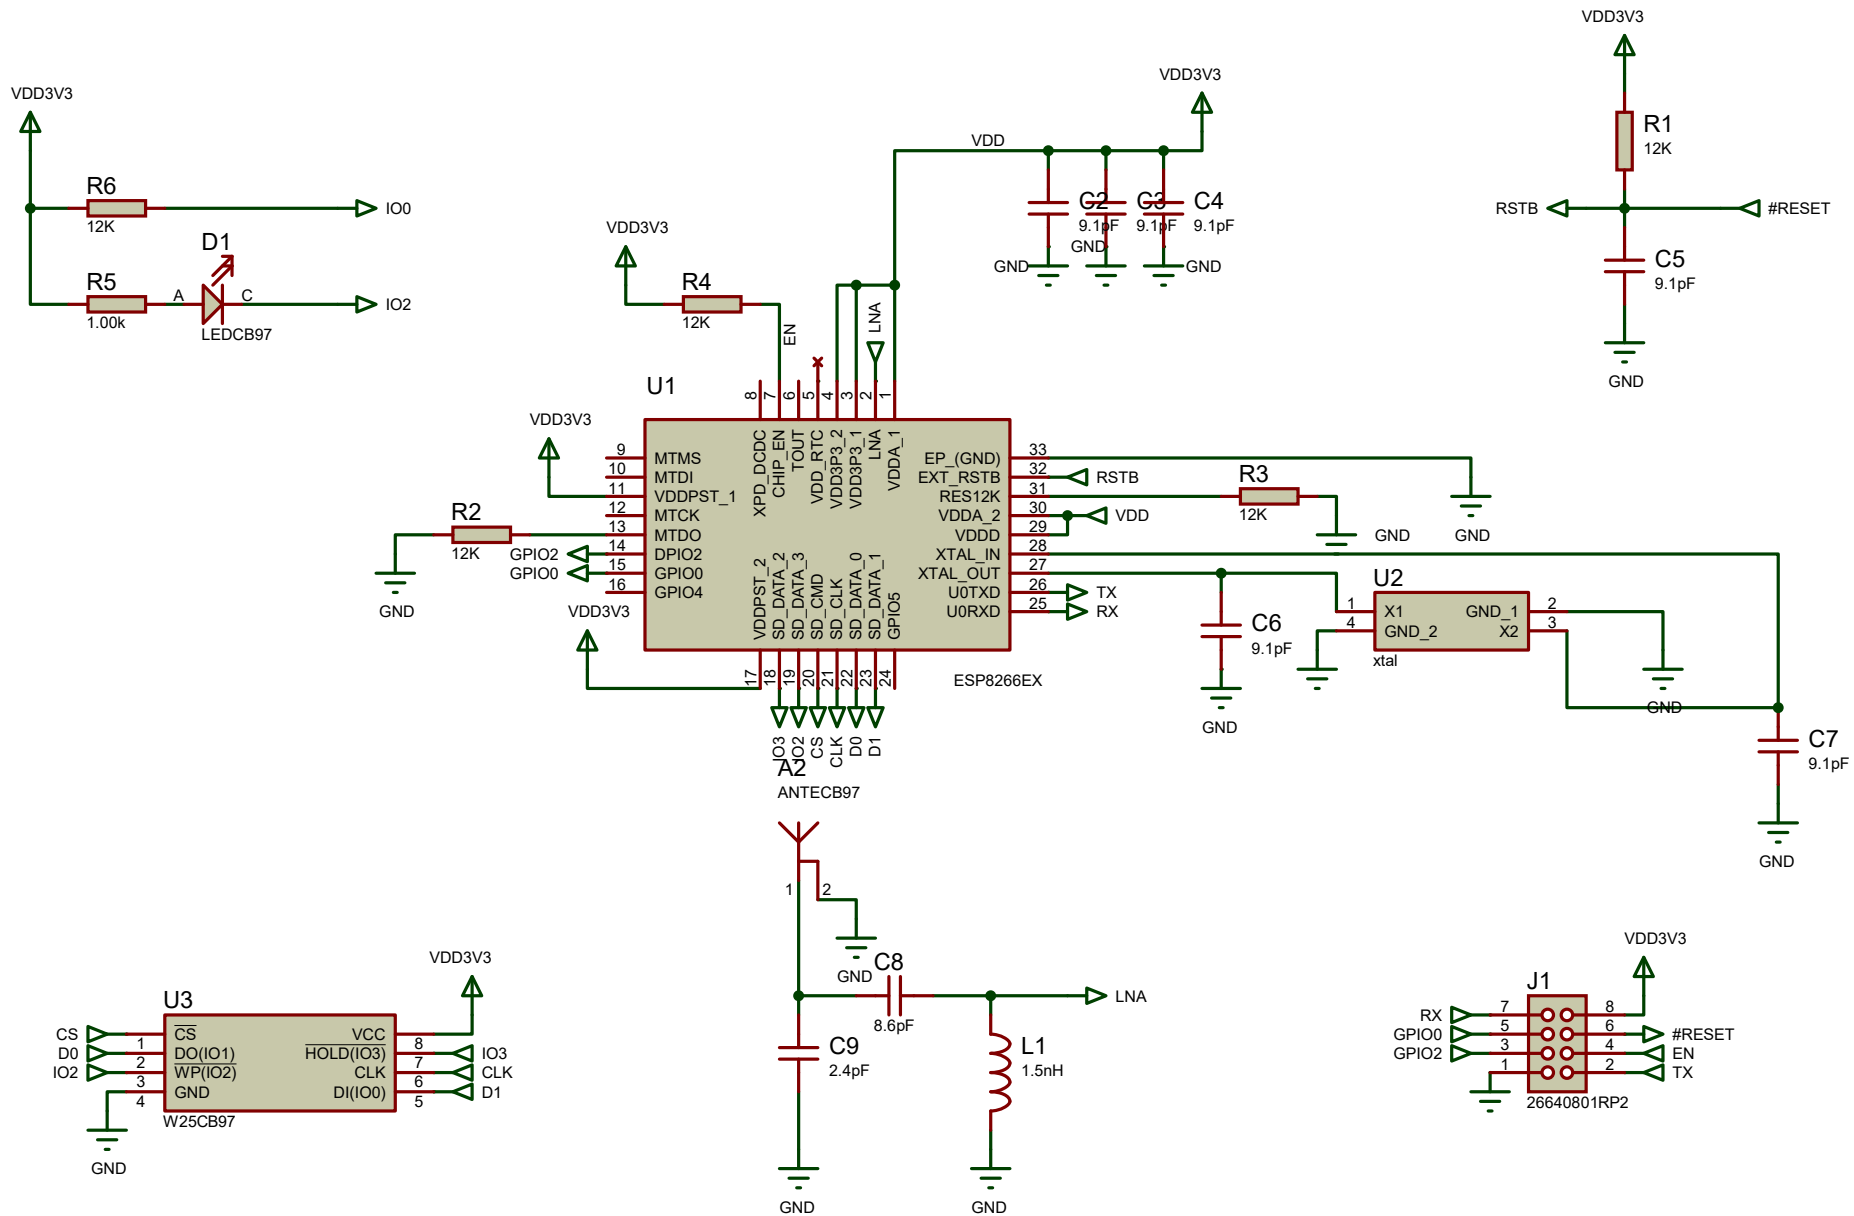 VDD3V3
R6
12K
IO0
D1
R5
1.00k
A
C
LEDCB97
IO2
VDD3V3
R4
12K
EN
VDD3V3
VDD
C2
9.1pF
C3
9.1pF
C4
9.1pF
GND
GND
GND
LNA
VDD3V3
R1
12K
RSTB
#RESET
C5
9.1pF
GND
U1
8
7
6
5
4
3
2
1
XPD_DCDC
CHIP_EN
TOUT
VDD_RTC
VDD3P3_2
VDD3P3_1
LNA
VDDA_1
VDD3V3
9 MTMS
10 MTDI
11 VDDPST_1
12 MTCK
13 MTDO
14 DPIO2
15 GPIO0
16 GPIO4
R2
12K
GND
GPIO2
GPIO0
VDD3V3
EP_(GND) 33
EXT_RSTB 32
RES12K 31
VDDA_2 30
VDDD 29
XTAL_IN 28
XTAL_OUT 27
U0TXD 26
U0RXD 25
RSTB
VDD
TX
RX
R3
12K
GND
GND
VDDPST_2
SD_DATA_2
SD_DATA_3
SD_CMD
SD_CLK
SD_DATA_0
SD_DATA_1
GPIO5
17
18
19
20
21
22
23
24
ESP8266EX
IO3
IO2
CS
CLK
D0
D1
C6
9.1pF
GND
U2
1 X1
4 GND_2
GND_1 2
X2 3
xtal
GND
C7
9.1pF
GND
A2
ANTECB97
1
2
GND
C8
8.6pF
LNA
C9
2.4pF
L1
1.5nH
GND
GND
VDD3V3
U3
CS
D0
IO2
1
2
3
4
CS
DO(IO1)
WP(IO2)
GND
VCC
HOLD(IO3)
CLK
DI(IO0)
8
7
6
5
IO3
CLK
D1
W25CB97
GND
VDD3V3
J1
RX 7
GPIO0 5
GPIO2 3
1
8
6 #RESET
4 EN
2 TX
26640801RP2